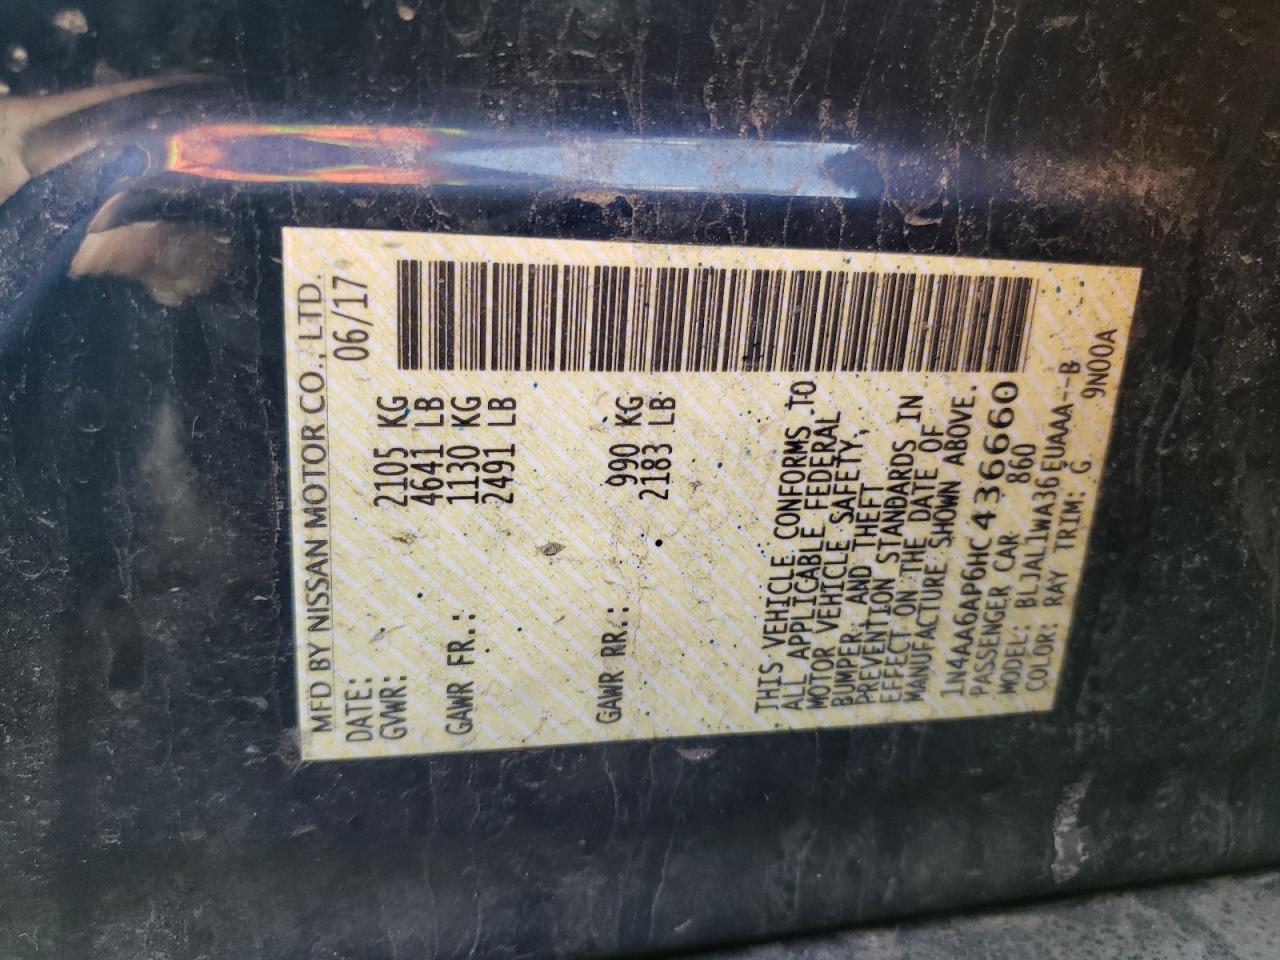 MFD BY NISSAN MOTOR CO., LTD.
DATE: 06/17
GVWR: 2105 KG
4641 LB
GAWR FR.: 1130 KG
2491 LB
GAWR RR.: 990 KG
2183 LB
THIS VEHICLE CONFORMS TO
ALL APPLICABLE FEDERAL
MOTOR VEHICLE SAFETY,
BUMPER, AND THEFT
PREVENTION STANDARDS IN
EFFECT ON THE DATE OF
MANUFACTURE SHOWN ABOVE.
1N4AA6AP6HC436660
PASSENGER CAR 860
MODEL: BLJAL1WA36EUAAA--B
COLOR: RAY TRIM: G 9N00A